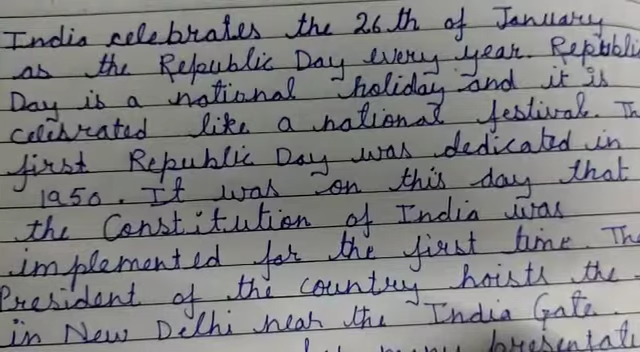 India celebrates the 26th of January
as the Republic Day every year. Republi
Day is a national holiday and it is
celebrated like a national festival. Th
first Republic Day was dedicated in
1950. It was on this day that
the Constitution of India was
implemented for the first time. The
President of the country hoists the
in New Delhi near the India Gate.
presentati